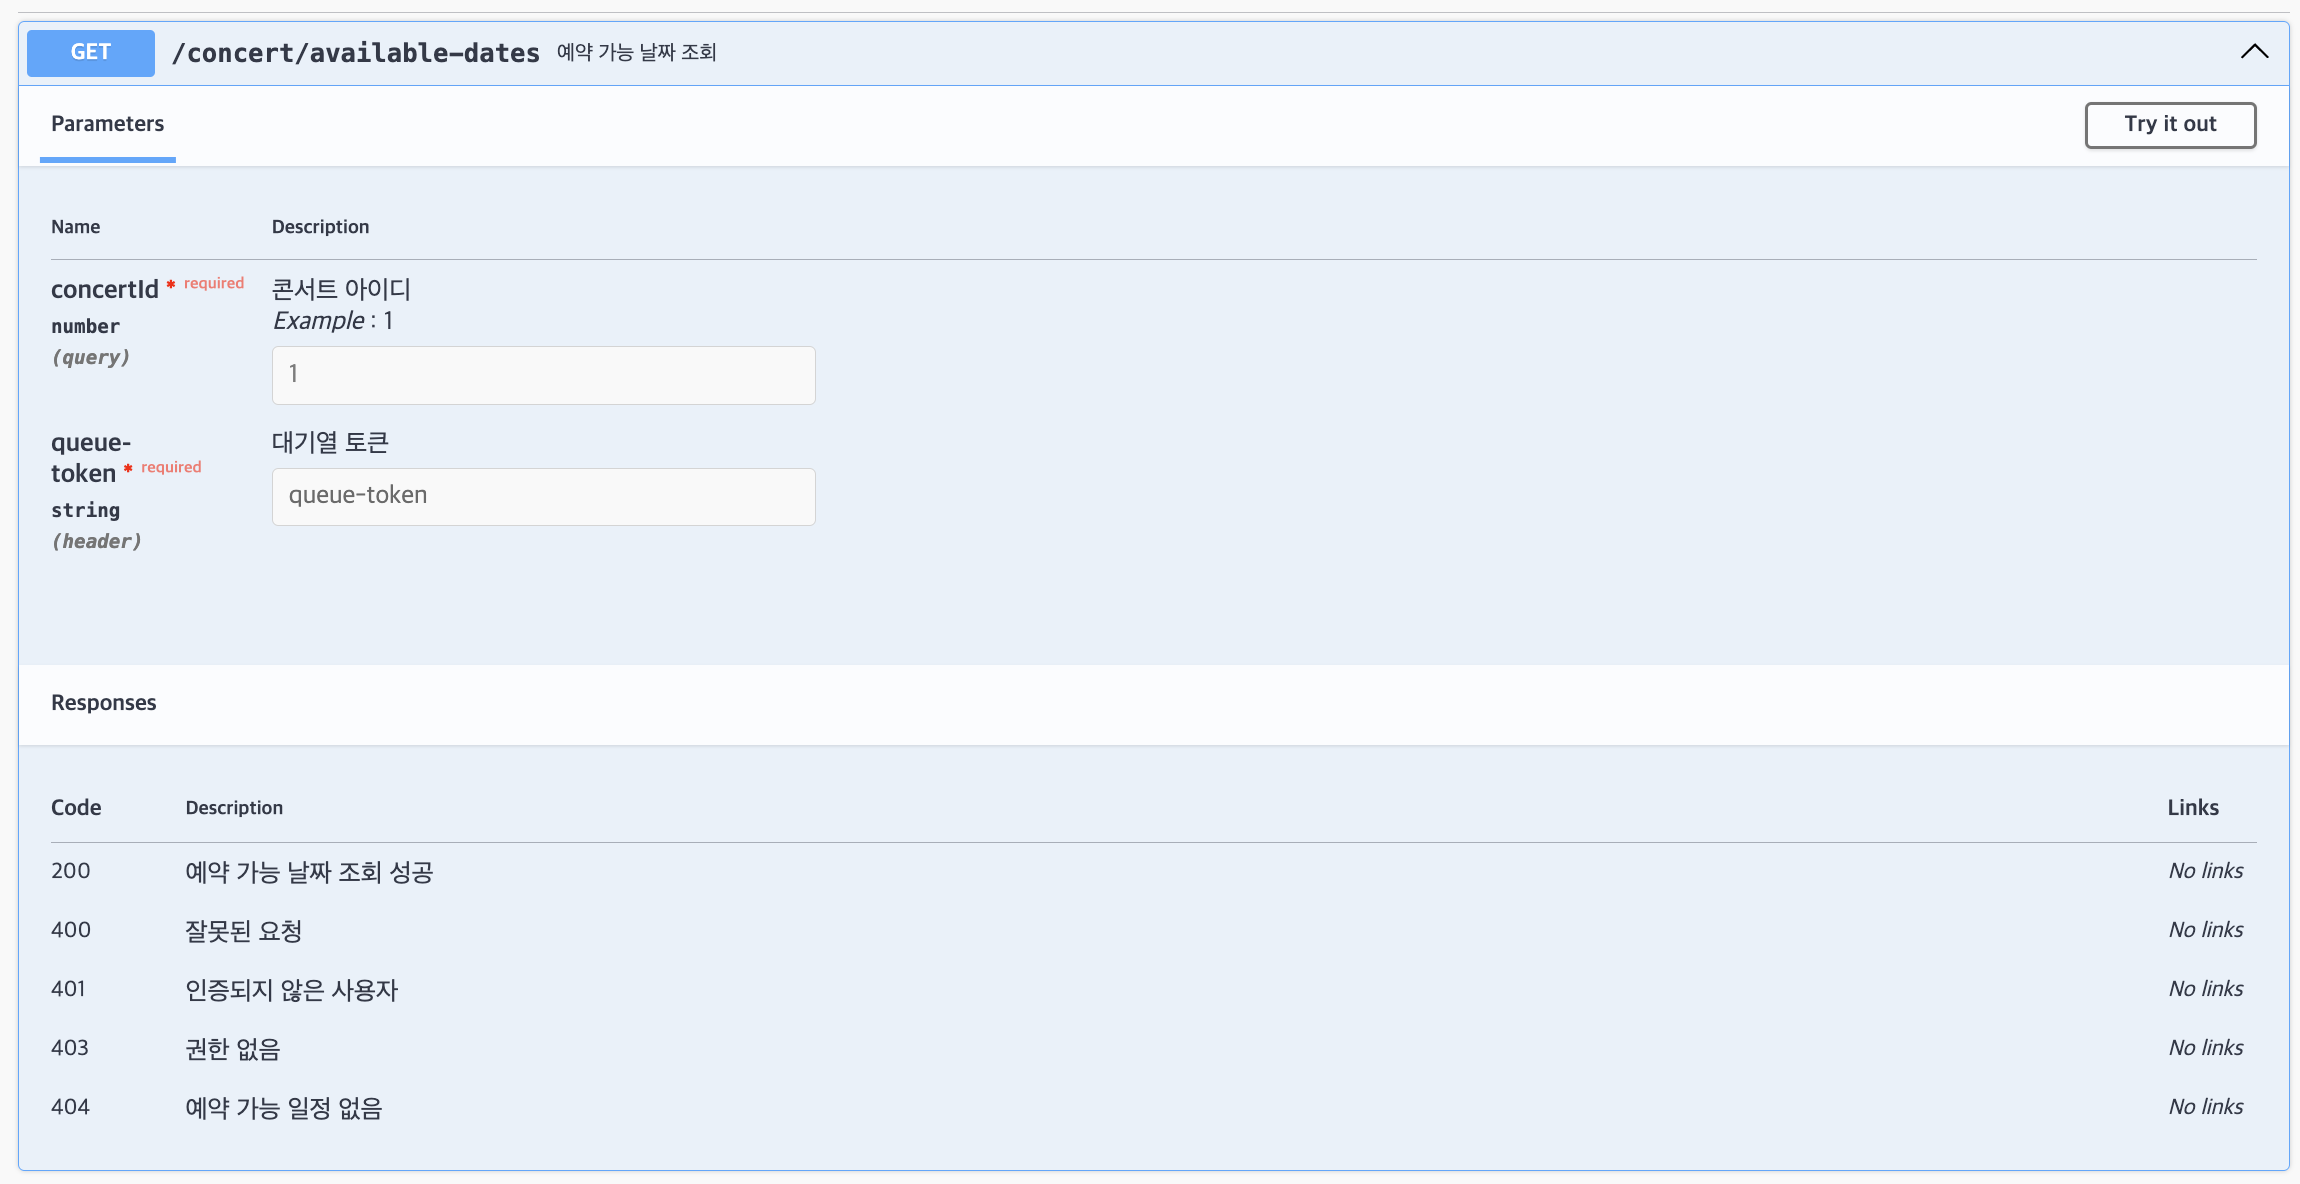 GET /concert/available-dates 예약 가능 날짜 조회
Parameters
Try it out
Name Description
concertId * required
number
(query)
콘서트 아이디
Example : 1
1
queue-
token * required
string
(header)
대기열 토큰
queue-token
Responses
Code Description Links
200 예약 가능 날짜 조회 성공 No links
400 잘못된 요청 No links
401 인증되지 않은 사용자 No links
403 권한 없음 No links
404 예약 가능 일정 없음 No links